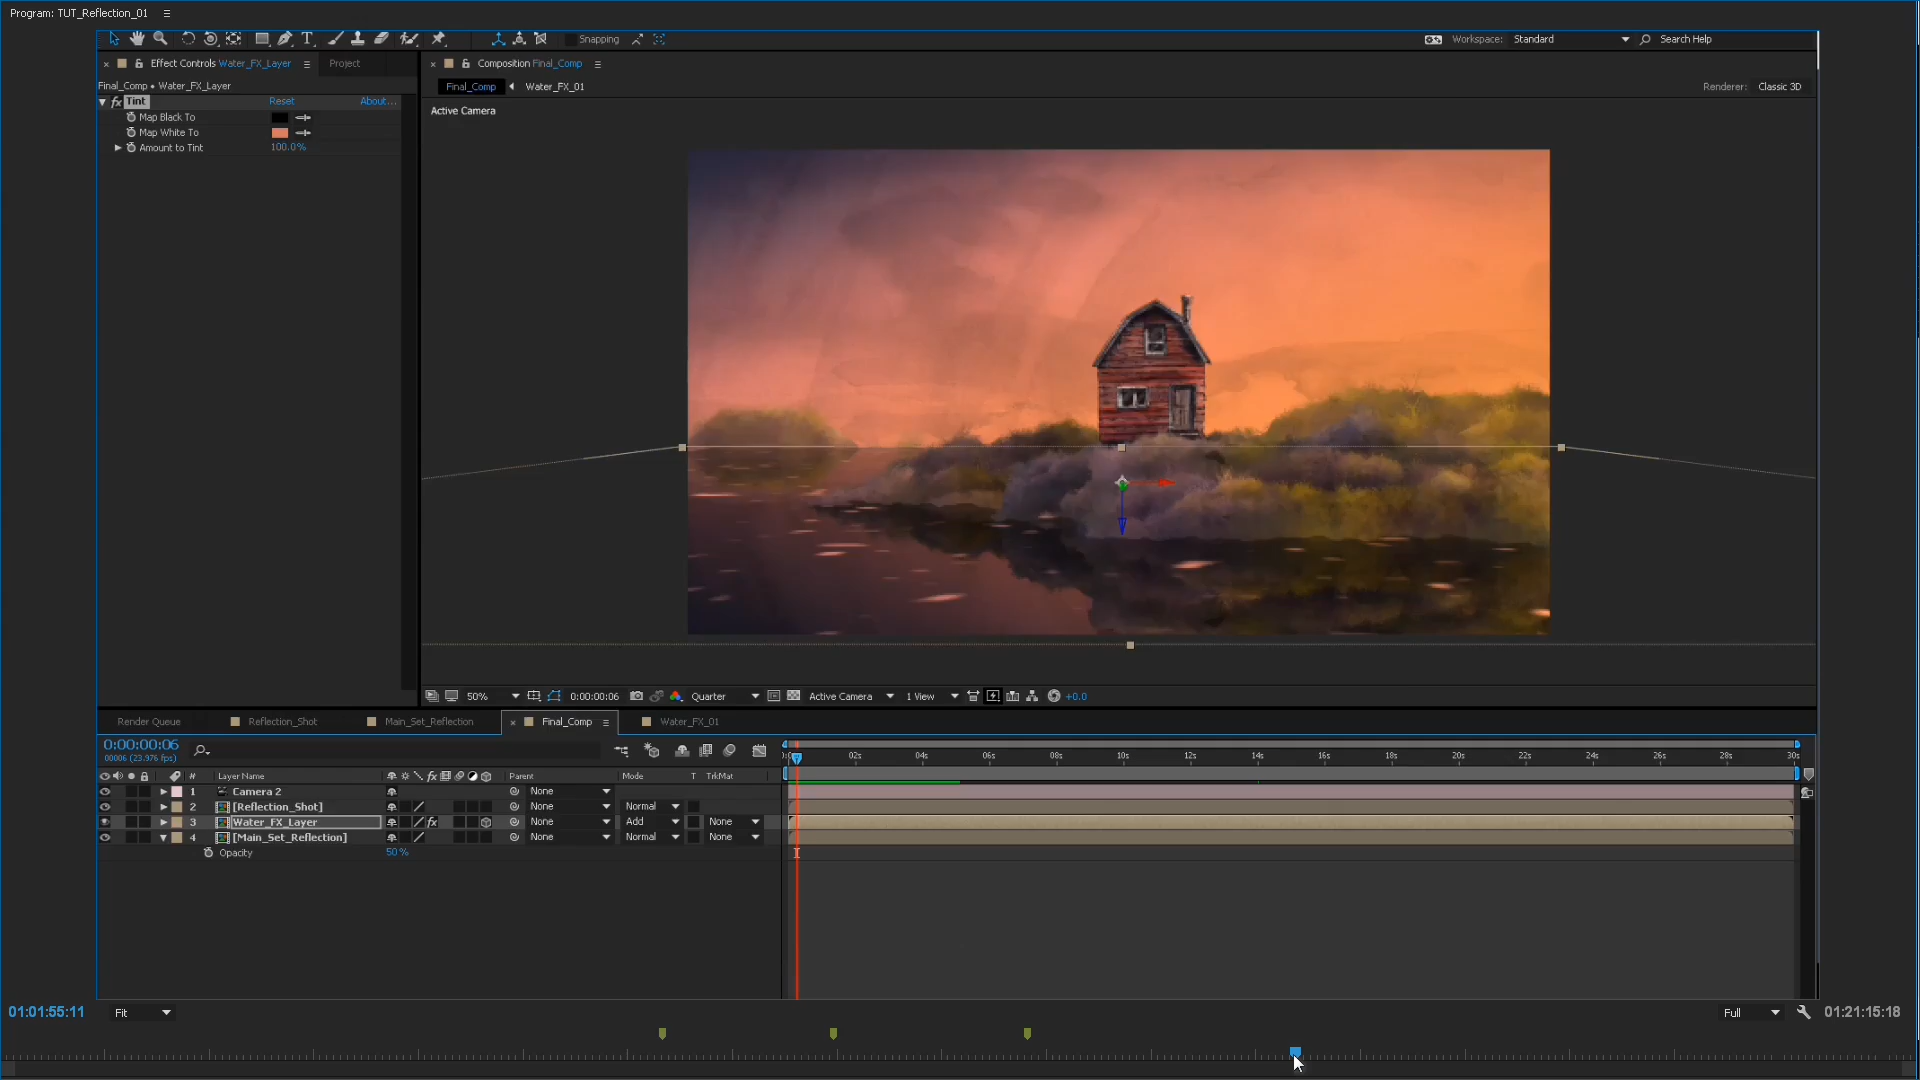 Program: TUT_Reflection_01
Snapping
Workspace: Standard
Search Help
Effect Controls Water_FX_Layer
Project
Composition Final_Comp
Final_Comp • Water_FX_Layer
Final_Comp
Water_FX_01
Renderer: Classic 3D
fx Tint Reset About...
Map Black To
Map White To
Amount to Tint 100.0%
Active Camera
50% 0:00:00:06 Quarter Active Camera 1 View +0.0
Render Queue Reflection_Shot Main_Set_Reflection Final_Comp Water_FX_01
0:00:00:06
00006 (23.976 fps)
02s 04s 06s 08s 10s 12s 14s 16s 18s 20s 22s 24s 26s 28s 30s
# Layer Name fx Parent Mode T TrkMat
1 Camera 2 None
2 [Reflection_Shot] None Normal
3 Water_FX_Layer fx None Add None
4 [Main_Set_Reflection] None Normal None
Opacity 50%
01:01:55:11 Fit Full 01:21:15:18